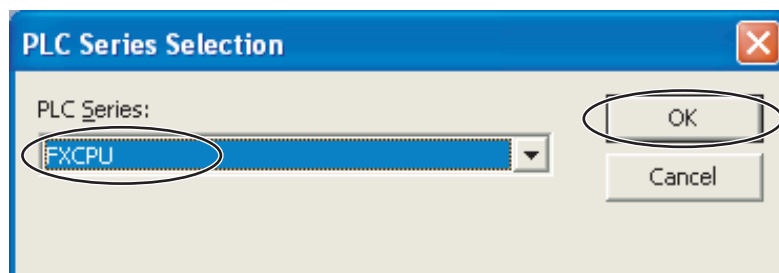 PLC Series Selection
PLC Series:
FXCPU
OK
Cancel